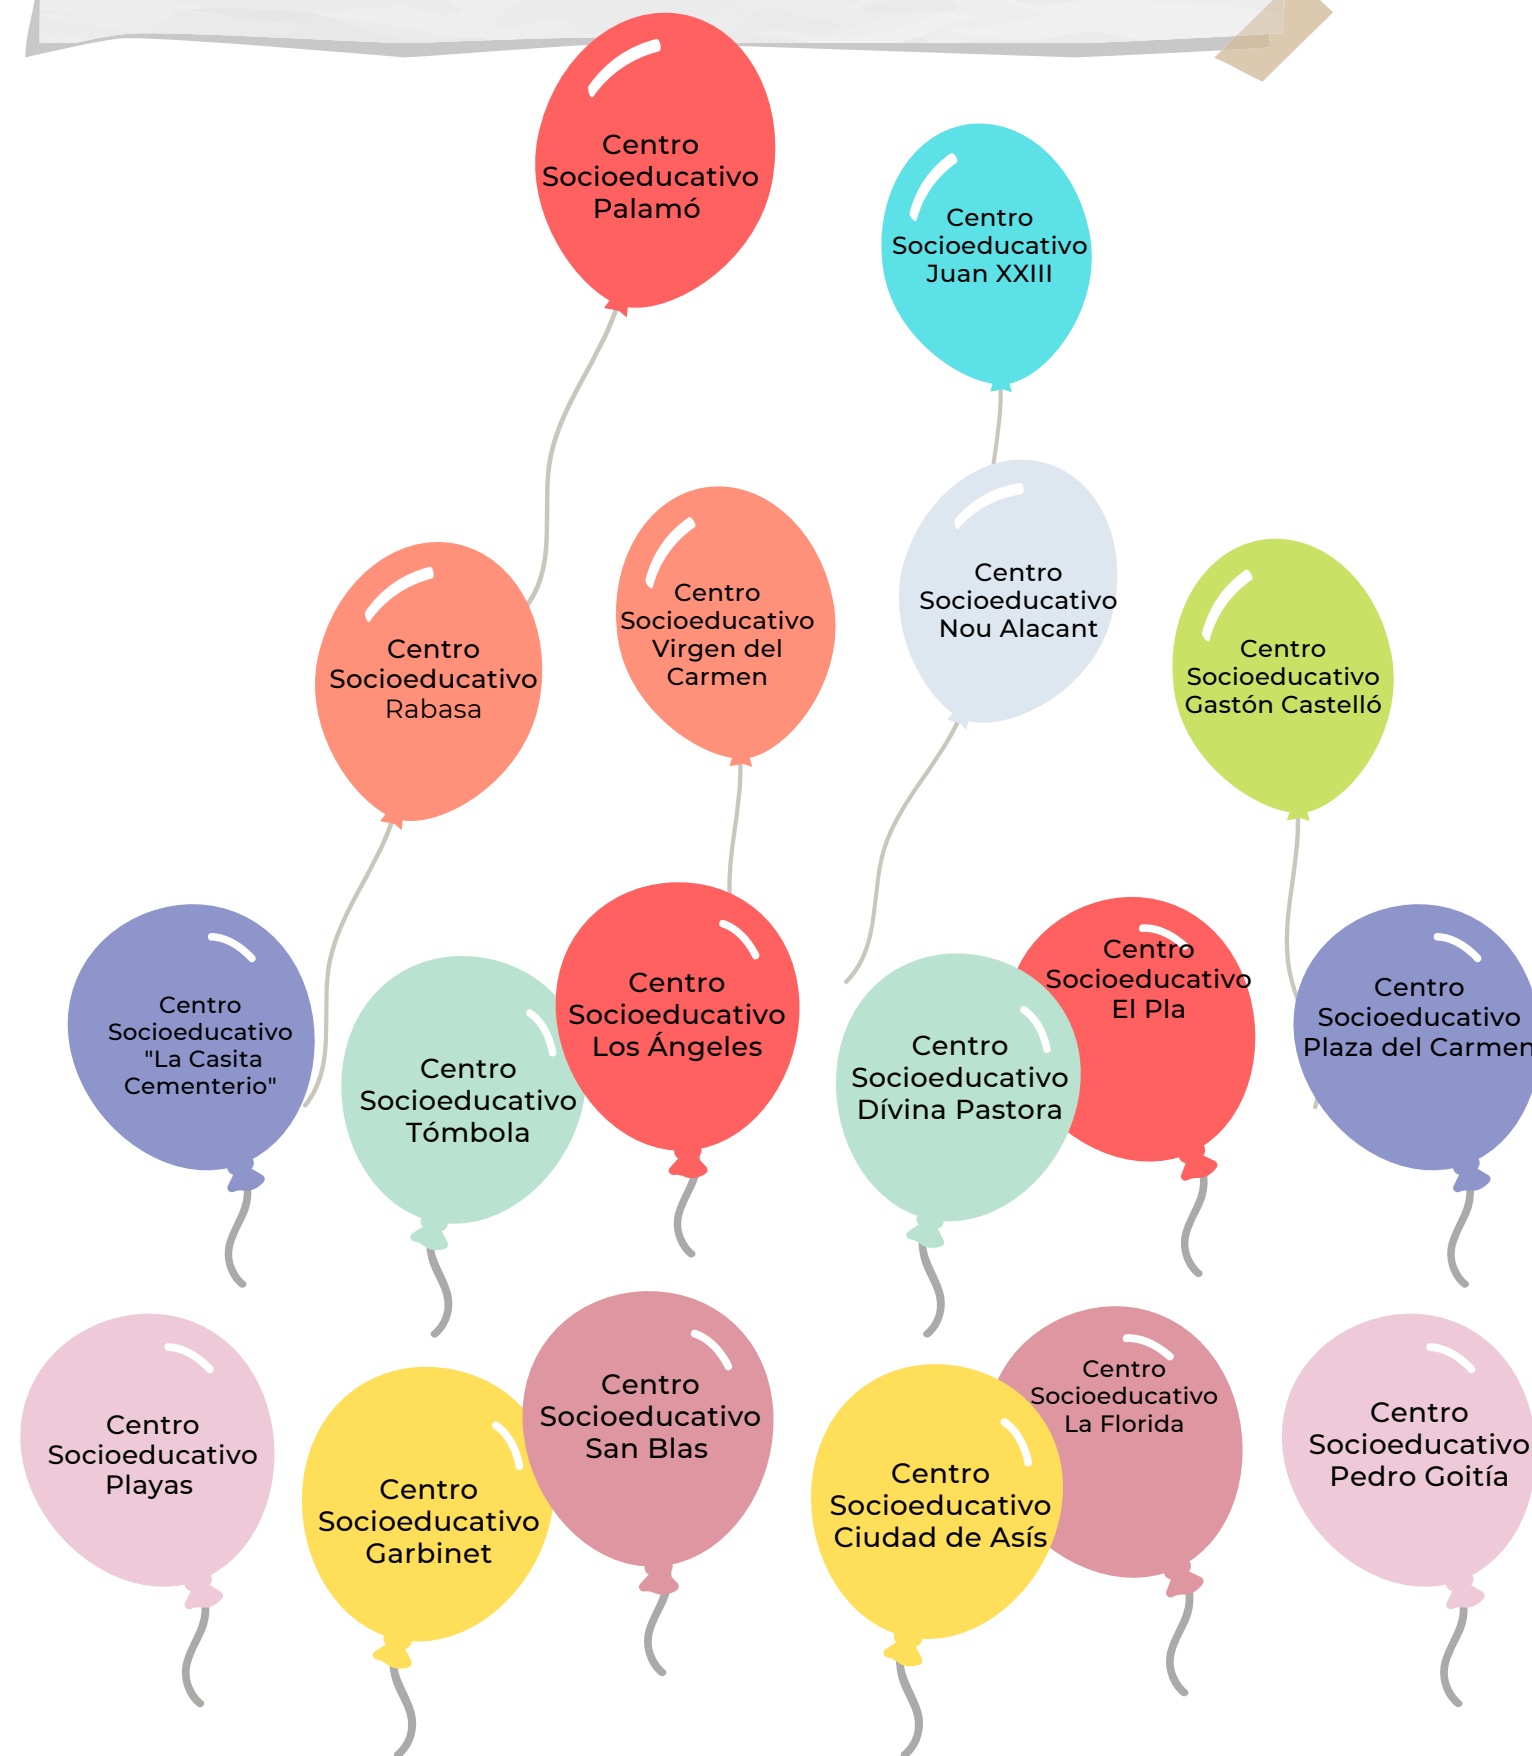 Centro
Socioeducativo
Palamó
Centro
Socioeducativo
Juan XXIII
Centro
Socioeducativo
Rabasa
Centro
Socioeducativo
Virgen del
Carmen
Centro
Socioeducativo
Nou Alacant
Centro
Socioeducativo
Gastón Castelló
Centro
Socioeducativo
"La Casita
Cementerio"
Centro
Socioeducativo
Tómbola
Centro
Socioeducativo
Los Ángeles
Centro
Socioeducativo
Dívina Pastora
Centro
Socioeducativo
El Pla
Centro
Socioeducativo
Plaza del Carmen
Centro
Socioeducativo
Playas
Centro
Socioeducativo
Garbinet
Centro
Socioeducativo
San Blas
Centro
Socioeducativo
Ciudad de Asís
Centro
Socioeducativo
La Florida
Centro
Socioeducativo
Pedro Goitía